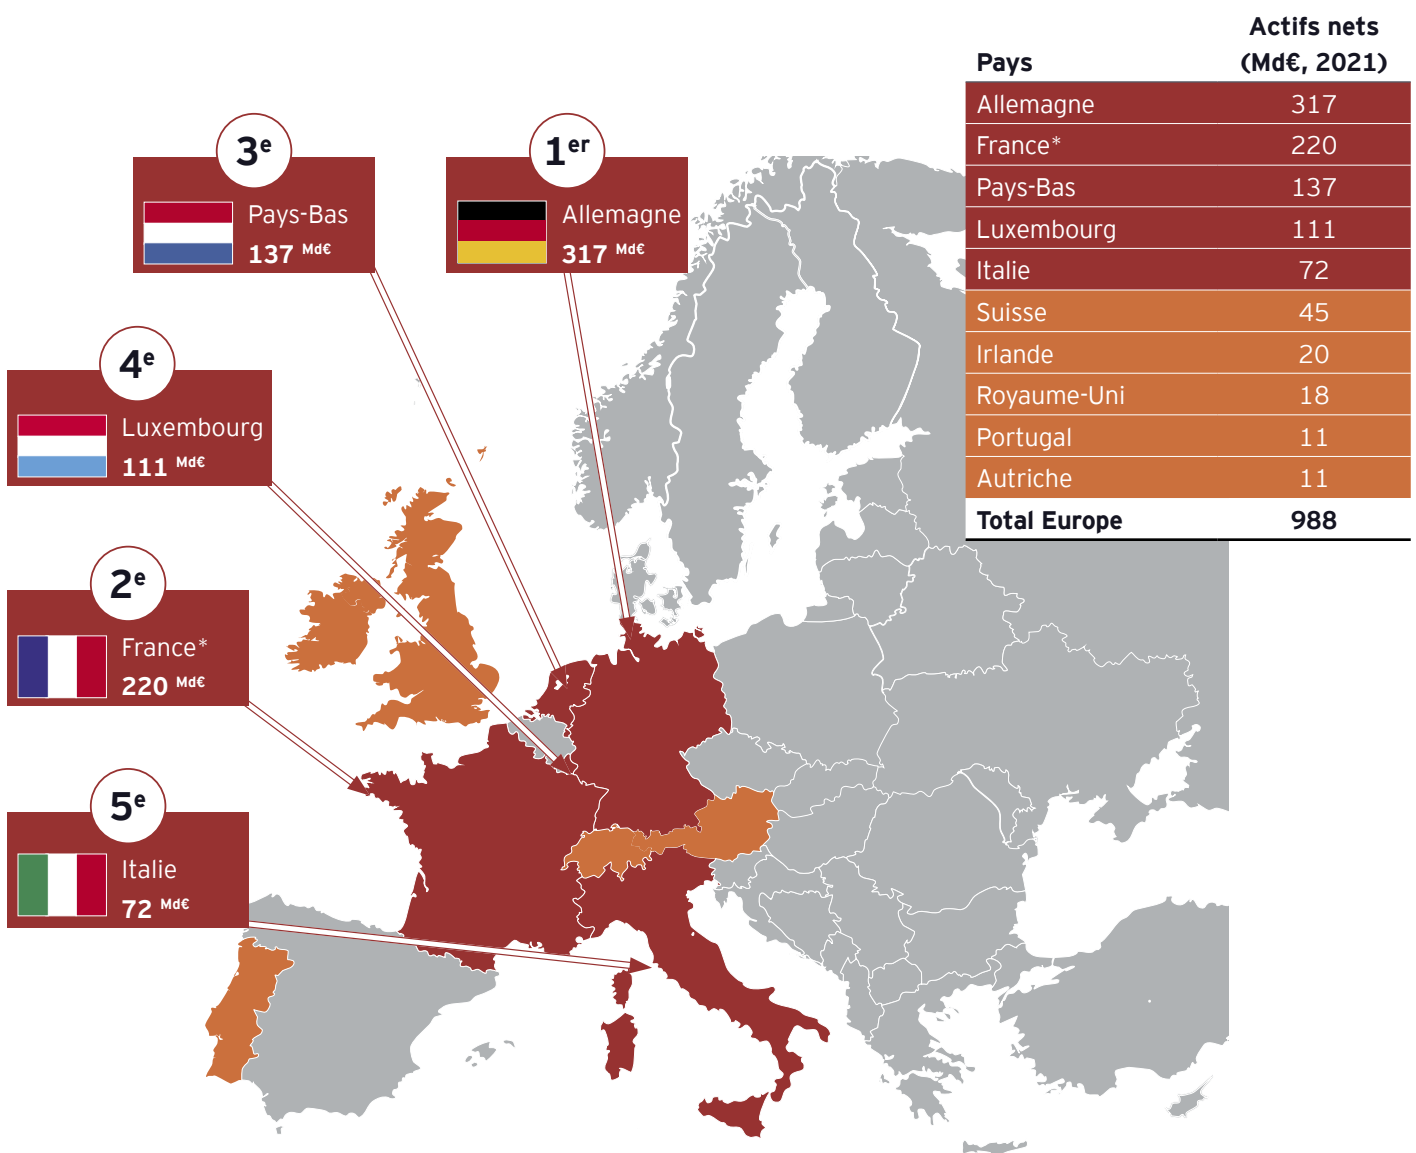 Actifs nets
Pays (Md€, 2021)
Allemagne 317
France* 220
Pays-Bas 137
Luxembourg 111
Italie 72
Suisse 45
Irlande 20
Royaume-Uni 18
Portugal 11
Autriche 11
Total Europe 988
3e
Pays-Bas
137 Md€
1er
Allemagne
317 Md€
4e
Luxembourg
111 Md€
2e
France*
220 Md€
5e
Italie
72 Md€